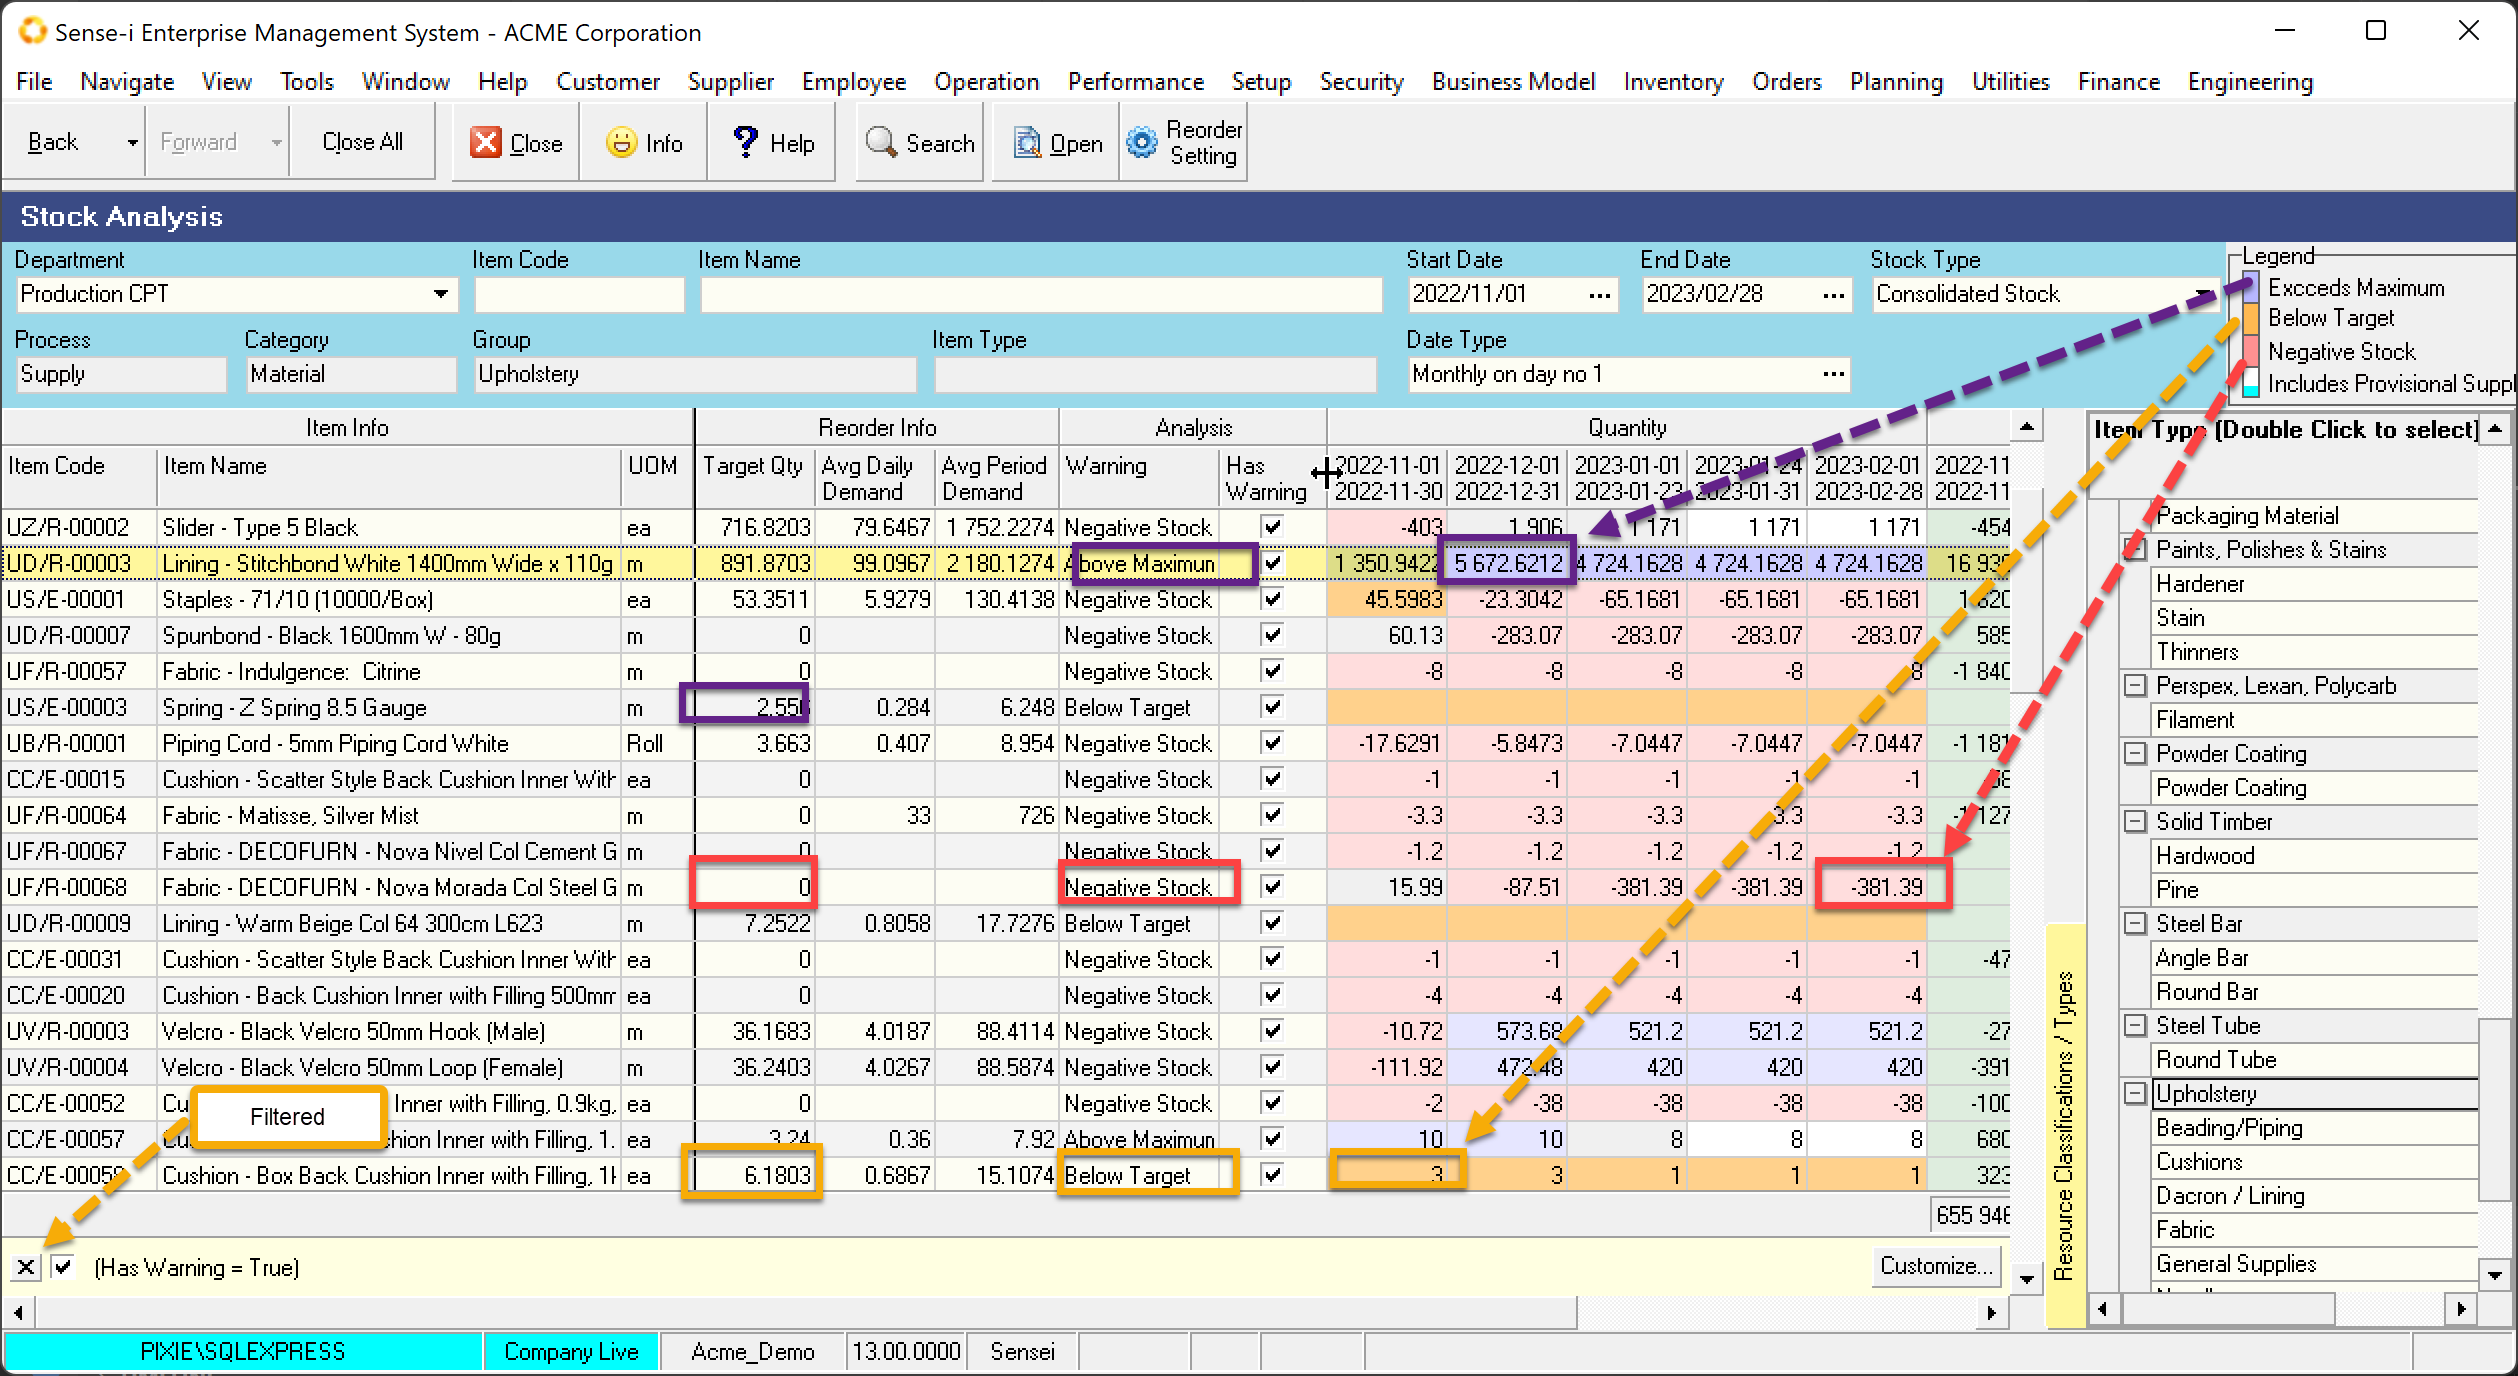 Sense-i Enterprise Management System - ACME Corporation
File Navigate View Tools Window Help Customer Supplier Employee Operation Performance Setup Security Business Model Inventory Orders Planning Utilities Finance Engineering
Back Forward Close All Close Info Help Search Open Reorder Setting
Stock Analysis
Department Item Code Item Name Start Date End Date Stock Type
Production CPT 2022/11/01 ... 2023/02/28 ... Consolidated Stock
Process Category Group Item Type Date Type
Supply Material Upholstery Monthly on day no 1 ...
Legend
Excceds Maximum
Below Target
Negative Stock
Includes Provisional Suppl
Item Info Reorder Info Analysis Quantity
Item Code Item Name UOM Target Qty Avg Daily Demand Avg Period Demand Warning Has Warning 2022-11-01 2022-11-30 2022-12-01 2022-12-31 2023-01-01 2023-01-23 2023-01-24 2023-01-31 2023-02-01 2023-02-28 2022-11 2022-11
UZ/R-00002 Slider - Type 5 Black ea 716.8203 79.6467 1 752.2274 Negative Stock -403 1 906 171 1 171 1 171 -454
UD/R-00003 Lining - Stitchbond White 1400mm Wide x 110g m 891.8703 99.0967 2 180.1274 Above Maximun 1 350.9422 5 672.6212 4 724.1628 4 724.1628 4 724.1628 16 930
US/E-00001 Staples - 71/10 (10000/Box) ea 53.3511 5.9279 130.4138 Negative Stock 45.5983 -23.3042 -65.1681 -65.1681 -65.1681
UD/R-00007 Spunbond - Black 1600mm W - 80g m 0 Negative Stock 60.13 -283.07 -283.07 -283.07 -283.07 585
UF/R-00057 Fabric - Indulgence: Citrine m 0 Negative Stock -8 -8 -8 -8 8 -1 840
US/E-00003 Spring - Z Spring 8.5 Gauge m 2.556 0.284 6.248 Below Target
UB/R-00001 Piping Cord - 5mm Piping Cord White Roll 3.663 0.407 8.954 Negative Stock -17.6291 -5.8473 -7.0447 -7.0447 -7.0447 -1 181
CC/E-00015 Cushion - Scatter Style Back Cushion Inner With ea 0 Negative Stock -1 -1 -1 -1 -1
UF/R-00064 Fabric - Matisse, Silver Mist m 33 726 Negative Stock -3.3 -3.3 -3.3 3.3 -3.3 127
UF/R-00067 Fabric - DECOFURN - Nova Nivel Col Cement G m 0 Negative Stock -1.2 -1.2 -1.2 -1.2 -1.2
UF/R-00068 Fabric - DECOFURN - Nova Morada Col Steel G m 0 Negative Stock 15.99 -87.51 -381.39 -381.39 -381.39
UD/R-00009 Lining - Warm Beige Col 64 300cm L623 m 7.2522 0.8058 17.7276 Below Target
CC/E-00031 Cushion - Scatter Style Back Cushion Inner With ea 0 Negative Stock -1 -1 -1 -1 -1 -47
CC/E-00020 Cushion - Back Cushion Inner with Filling 500mm ea 0 Negative Stock -4 -4 -4 -4 -4
UV/R-00003 Velcro - Black Velcro 50mm Hook (Male) m 36.1683 4.0187 88.4114 Negative Stock -10.72 573.68 521.2 521.2 521.2 -27
UV/R-00004 Velcro - Black Velcro 50mm Loop (Female) m 36.2403 4.0267 88.5874 Negative Stock -111.92 472.48 420 420 420 -391
CC/E-00052 Cu Inner with Filling, 0.9kg, ea 0 Negative Stock -2 -38 -38 -38 -38 -100
Filtered
CC/E-00057 hion Inner with Filling, 1. ea 3.24 0.36 7.92 Above Maximun 10 10 8 8 8 680
CC/E-00059 Cushion - Box Back Cushion Inner with Filling, 1k ea 6.1803 0.6867 15.1074 Below Target 3 3 1 1 1 323
655 946
(Has Warning = True) Customize...
Resource Classifications / Types
Item Type (Double Click to select)
Packaging Material
Paints, Polishes & Stains
Hardener
Stain
Thinners
Perspex, Lexan, Polycarb
Filament
Powder Coating
Powder Coating
Solid Timber
Hardwood
Pine
Steel Bar
Angle Bar
Round Bar
Steel Tube
Round Tube
Upholstery
Beading/Piping
Cushions
Dacron / Lining
Fabric
General Supplies
PIXIE\SQLEXPRESS Company Live Acme_Demo 13.00.0000 Sensei